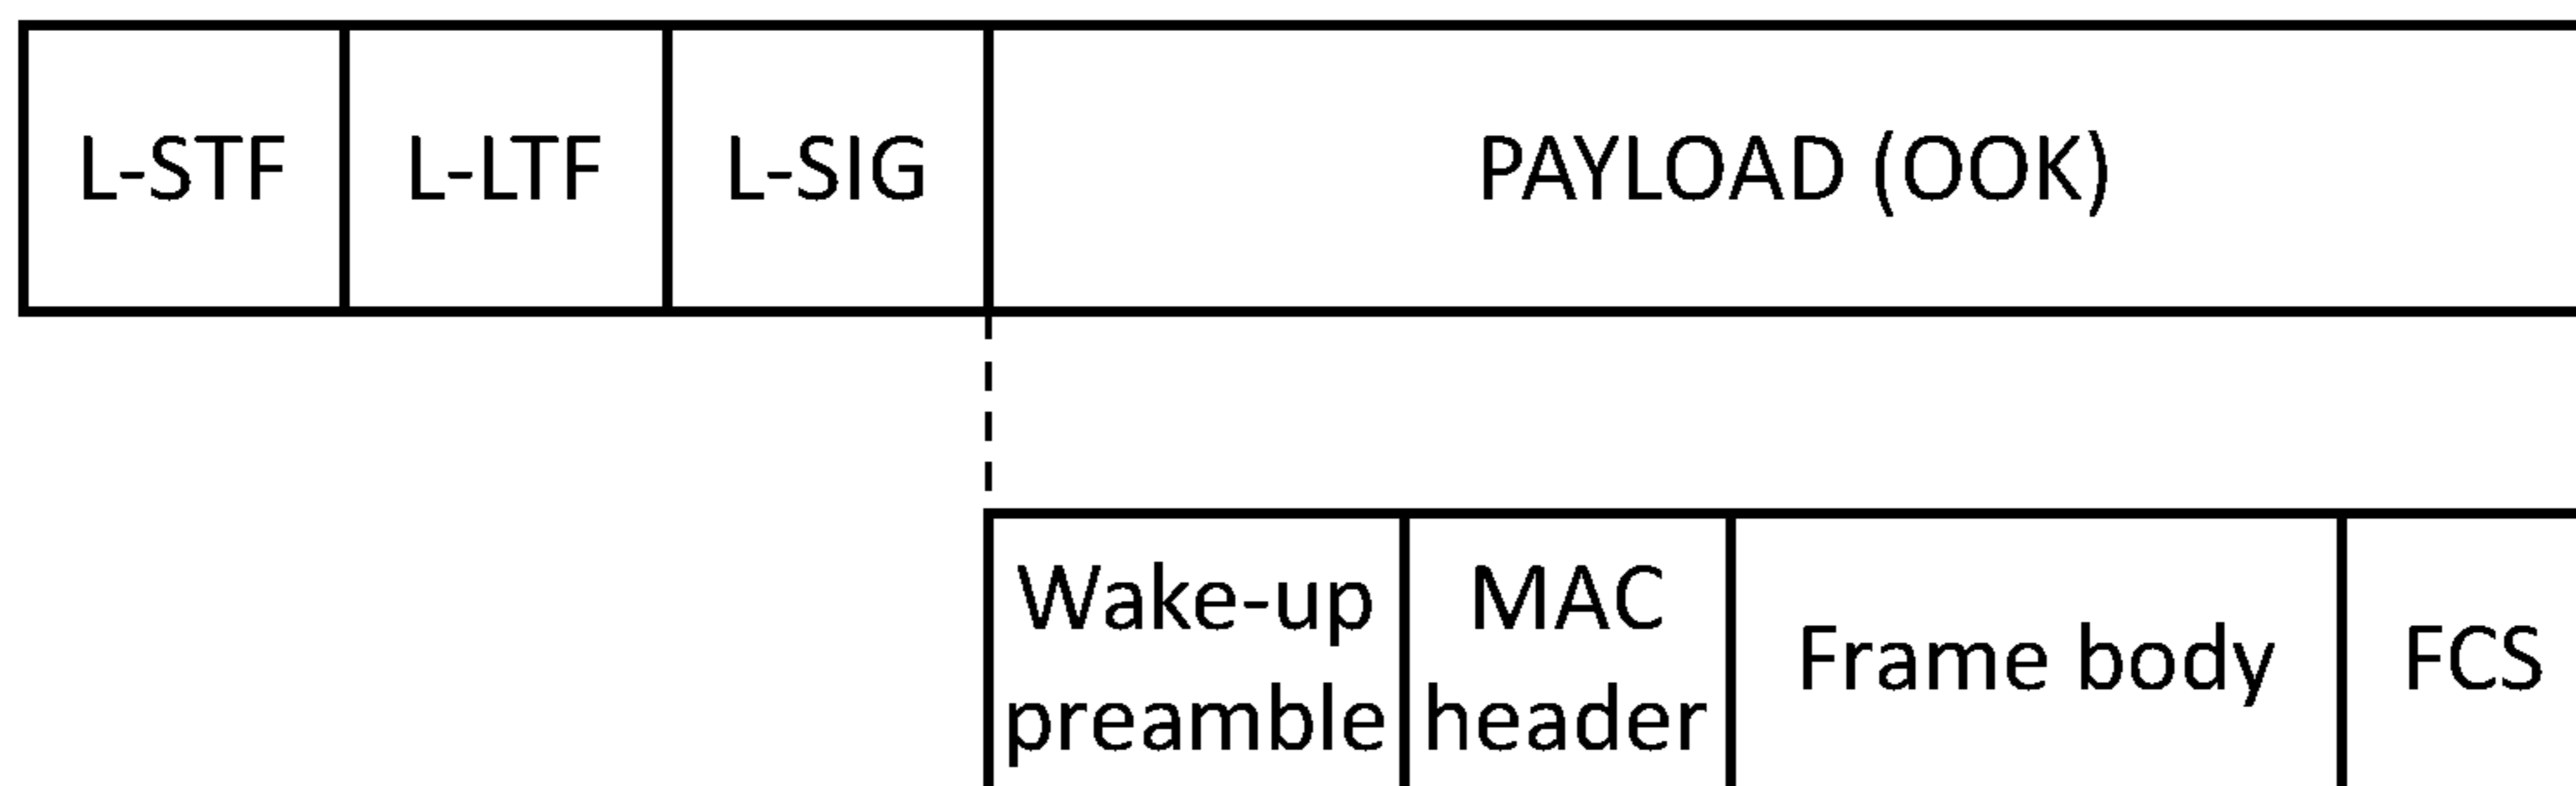 L-STF
L-LTF
L-SIG
PAYLOAD (OOK)
Wake-up
preamble
MAC
header
Frame body
FCS